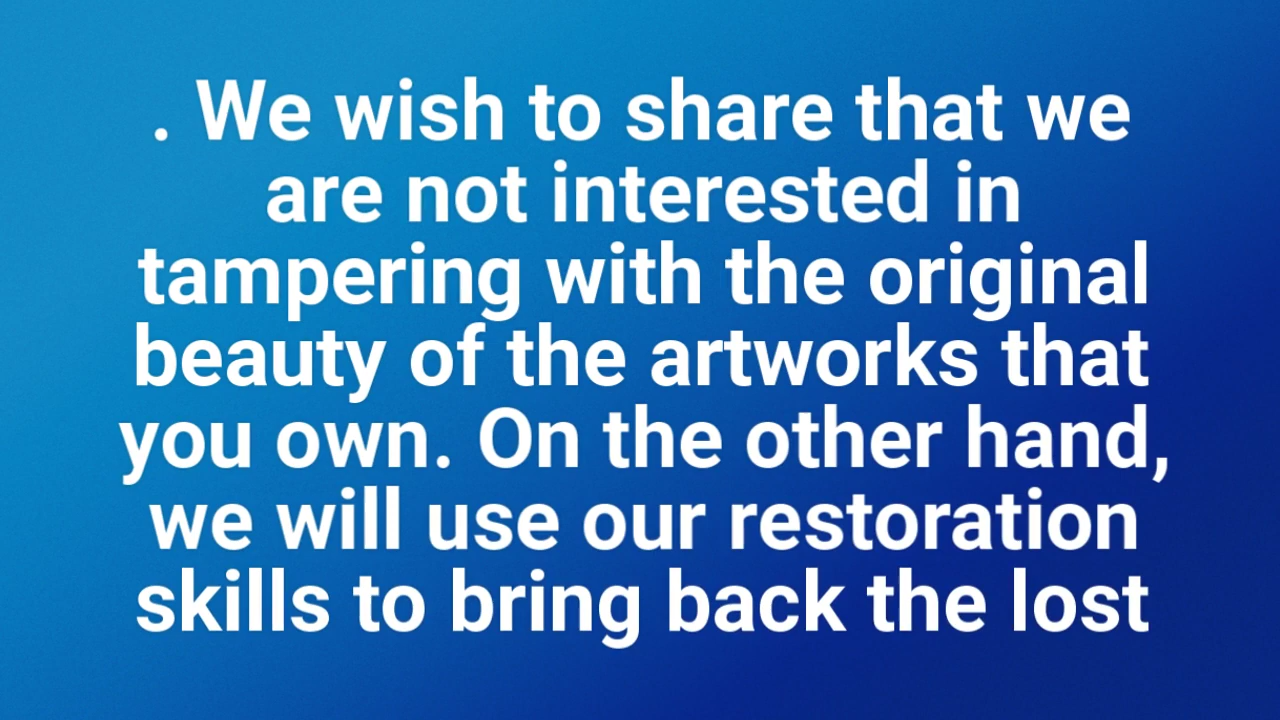 . We wish to share that we
are not interested in
tampering with the original
beauty of the artworks that
you own. On the other hand,
we will use our restoration
skills to bring back the lost